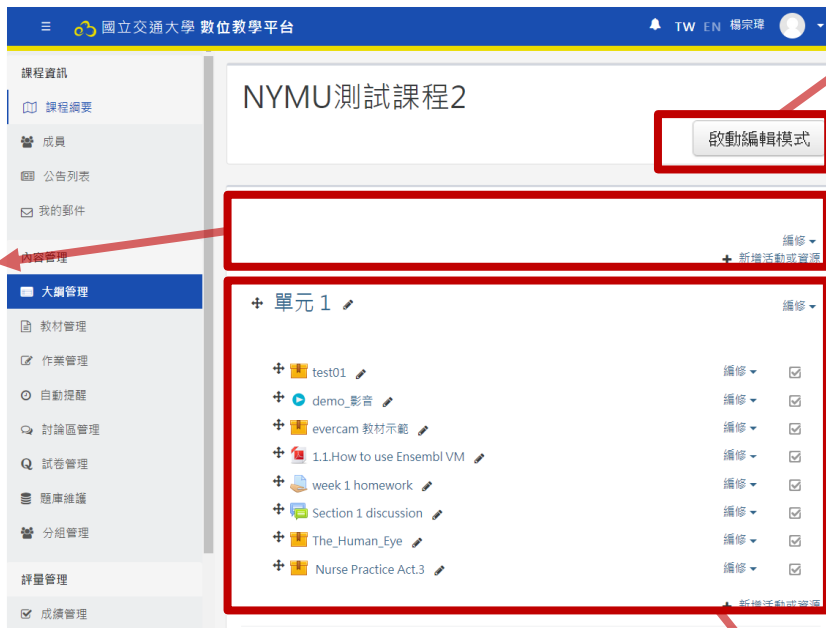 國立交通大學 數位教學平台
TW EN 楊宗瑋
課程資訊
課程綱要
成員
公告列表
我的郵件
內容管理
大綱管理
教材管理
作業管理
自動提醒
討論區管理
試卷管理
題庫維護
分組管理
評量管理
成績管理
NYMU測試課程2
啟動編輯模式
編修
新增活動或資源
單元 1
編修
test01 編修
demo_影音 編修
evercam 教材示範 編修
1.1.How to use Ensembl VM 編修
week 1 homework 編修
Section 1 discussion 編修
The_Human_Eye 編修
Nurse Practice Act.3 編修
新增活動或資源